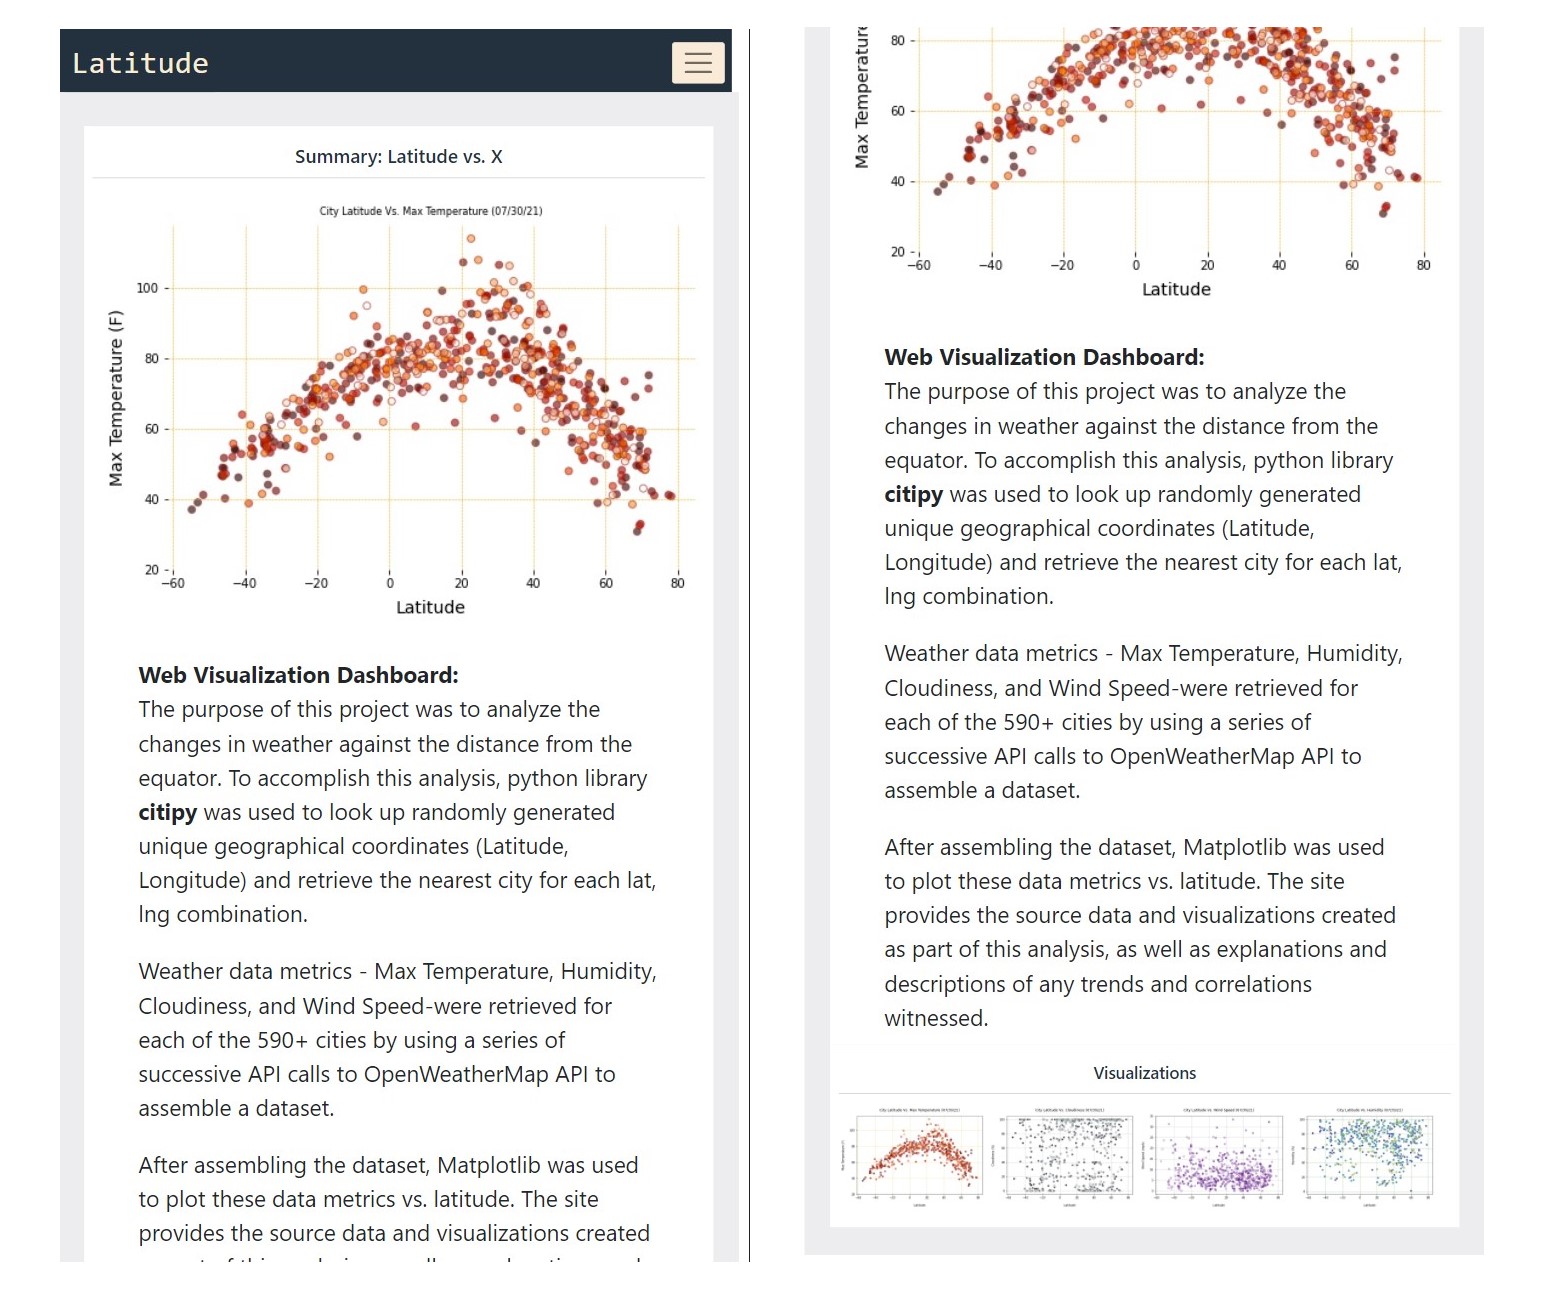 Latitude
Summary: Latitude vs. X
City Latitude Vs. Max Temperature (07/30/21)
Max Temperature (F)
100
80
60
40
20
−60 −40 −20 0 20 40 60 80
Latitude
Web Visualization Dashboard:
The purpose of this project was to analyze the
changes in weather against the distance from the
equator. To accomplish this analysis, python library
citipy was used to look up randomly generated
unique geographical coordinates (Latitude,
Longitude) and retrieve the nearest city for each lat,
lng combination.
Weather data metrics - Max Temperature, Humidity,
Cloudiness, and Wind Speed-were retrieved for
each of the 590+ cities by using a series of
successive API calls to OpenWeatherMap API to
assemble a dataset.
After assembling the dataset, Matplotlib was used
to plot these data metrics vs. latitude. The site
provides the source data and visualizations created
Max Temperature
80
60
40
20
−60 −40 −20 0 20 40 60 80
Latitude
Web Visualization Dashboard:
The purpose of this project was to analyze the
changes in weather against the distance from the
equator. To accomplish this analysis, python library
citipy was used to look up randomly generated
unique geographical coordinates (Latitude,
Longitude) and retrieve the nearest city for each lat,
lng combination.
Weather data metrics - Max Temperature, Humidity,
Cloudiness, and Wind Speed-were retrieved for
each of the 590+ cities by using a series of
successive API calls to OpenWeatherMap API to
assemble a dataset.
After assembling the dataset, Matplotlib was used
to plot these data metrics vs. latitude. The site
provides the source data and visualizations created
as part of this analysis, as well as explanations and
descriptions of any trends and correlations
witnessed.
Visualizations